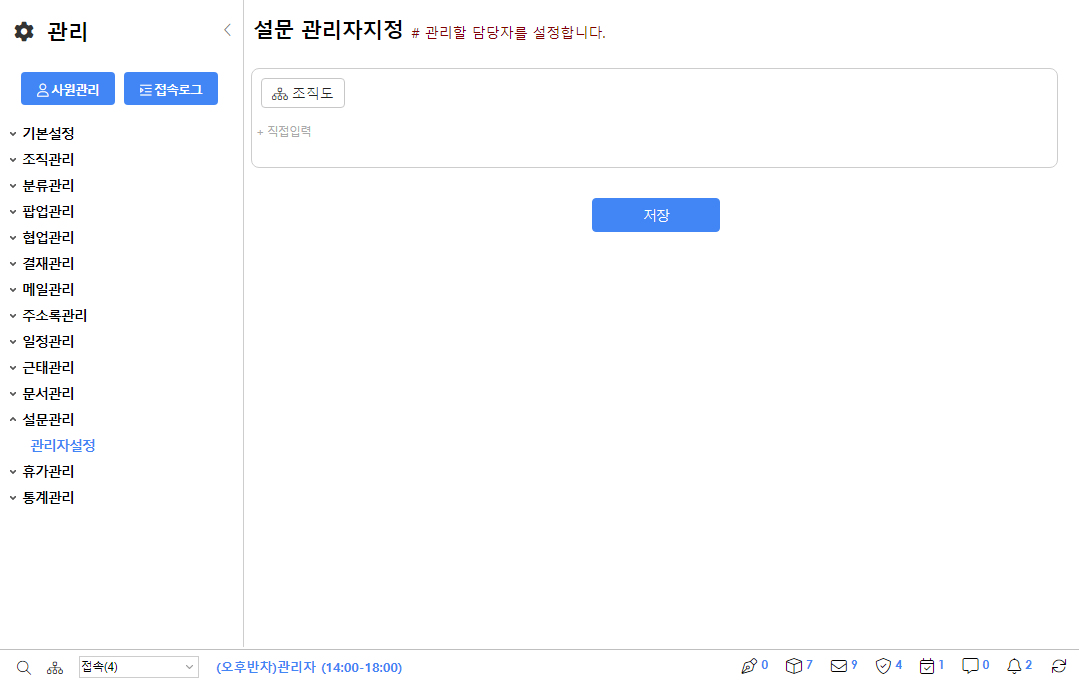 관리
사원관리
접속로그
기본설정
조직관리
분류관리
팝업관리
협업관리
결재관리
메일관리
주소록관리
일정관리
근태관리
문서관리
설문관리
관리자설정
휴가관리
통계관리
설문 관리자지정 # 관리할 담당자를 설정합니다.
조직도
+ 직접입력
저장
접속(4)
(오후반차)관리자 (14:00-18:00)
0 7 9 4 1 0 2